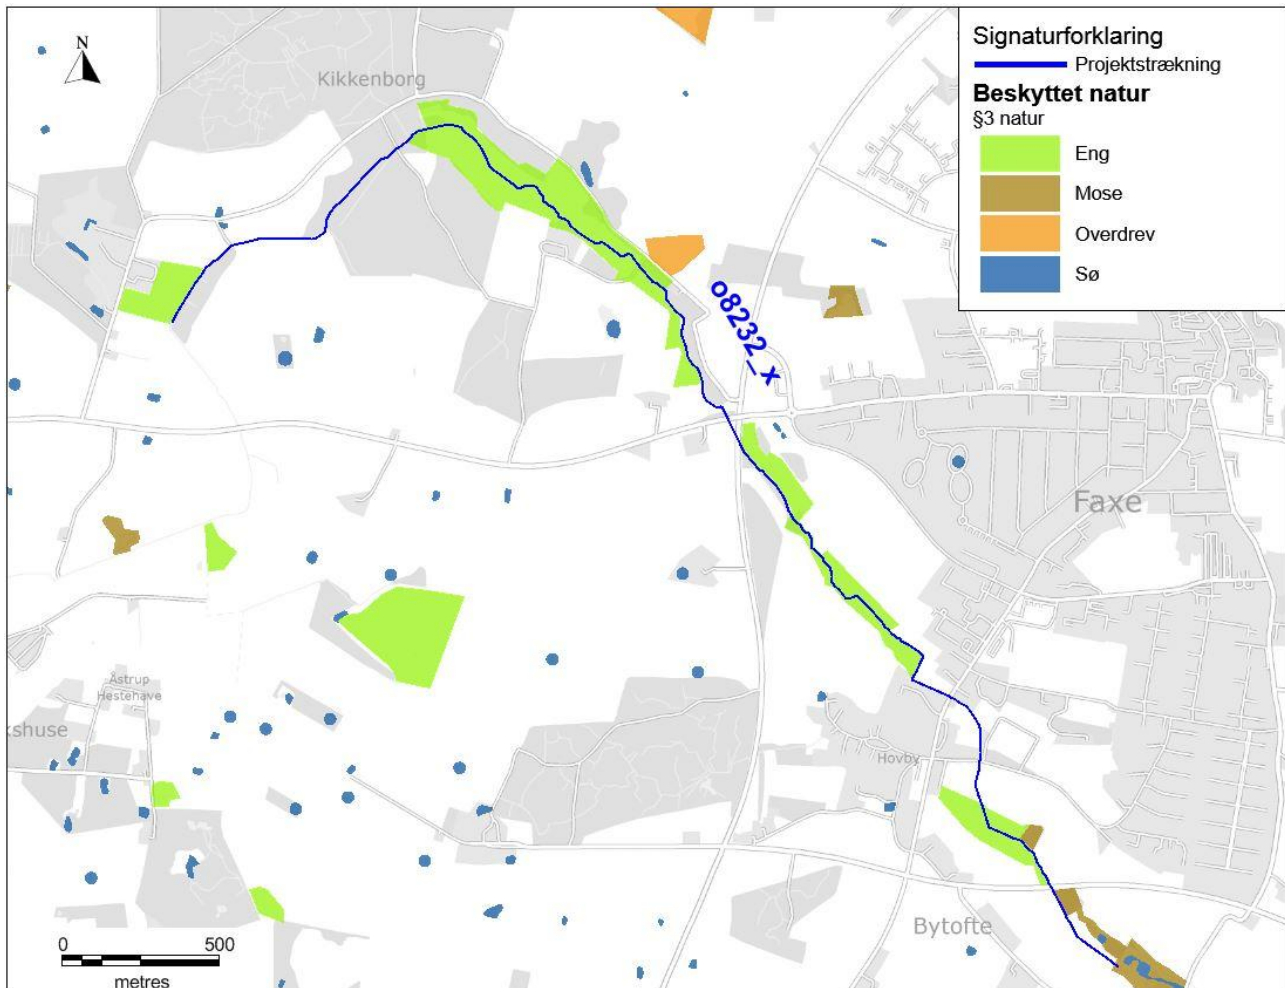 N
Kikkenborg
Signaturforklaring
Projektstrækning
Beskyttet natur
§3 natur
Eng
Mose
Overdrev
Sø
o8232_x
Faxe
Åstrup
Hestehave
kshuse
Hovby
Bytofte
0 500
metres